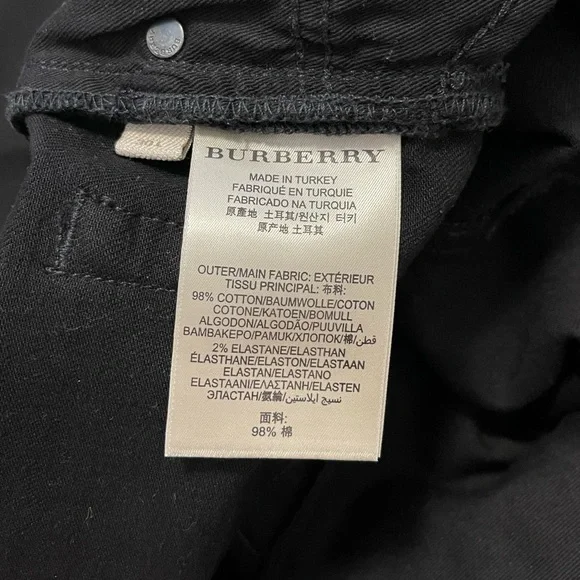 BURBERRY
MADE IN TURKEY
FABRIQUÉ EN TURQUIE
FABRICADO NA TURQUIA
原産地 土耳其/원산지 터키
原产地 土耳其
OUTER/MAIN FABRIC: EXTÉRIEUR
TISSU PRINCIPAL: 布料:
98% COTTON/BAUMWOLLE/COTON
COTONE/KATOEN/BOMULL
ALGODON/ALGODÃO/PUUVILLA
ΒΑΜΒΑΚΕΡΟ/PAMUK/ХЛОПОК/棉/قطن
2% ELASTANE/ELASTHAN
ÉLASTHANE/ELASTON/ELASTAAN
ELASTAN/ELASTANO
ELASTAANI/ΕΛΑΣΤΑΝΗ/ELASTEN
ЭЛАСТАН/氨綸/نسيج ايلاستين
面料:
98% 棉